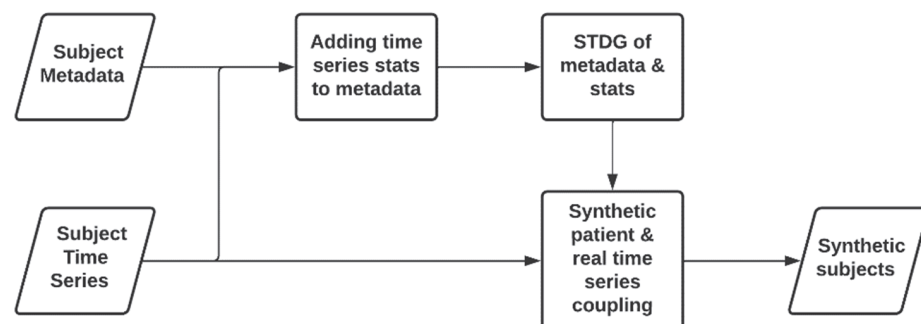 Subject
Metadata
Adding time
series stats
to metadata
STDG of
metadata &
stats
Subject
Time
Series
Synthetic
patient &
real time
series
coupling
Synthetic
subjects